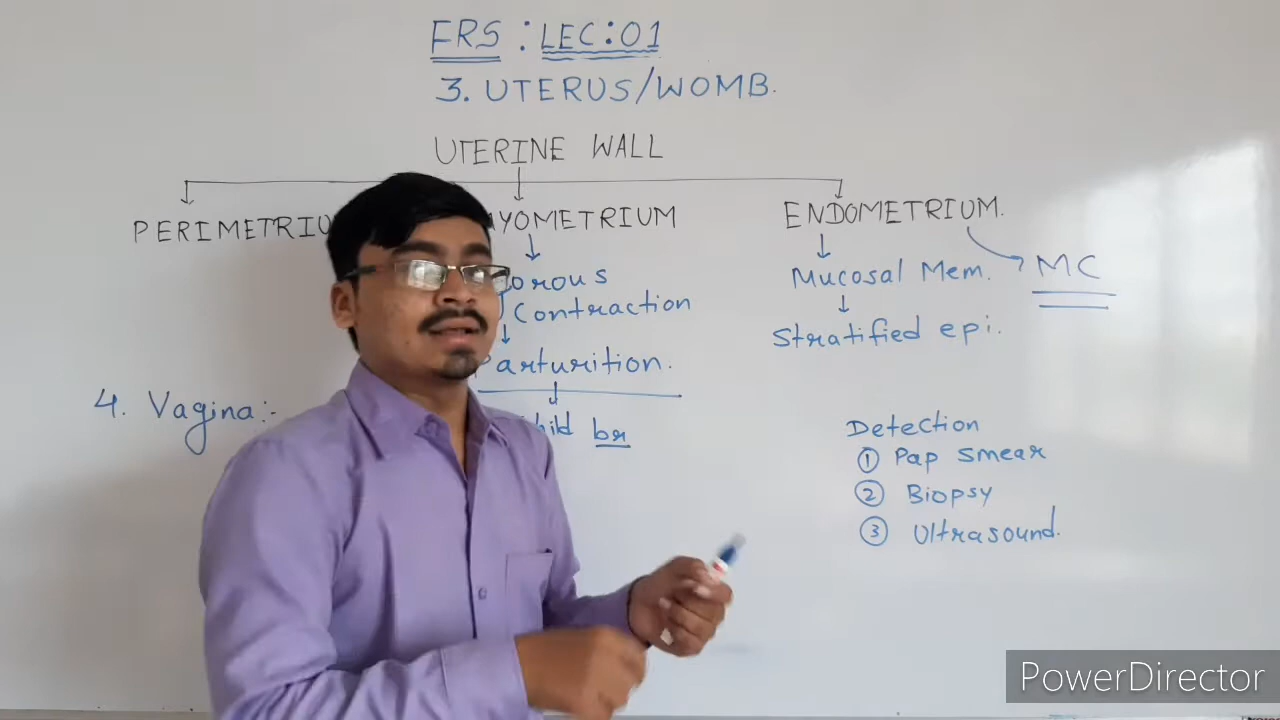 FRS : LEC:01
3. UTERUS/WOMB.
UTERINE WALL
PERIMETRIU
YOMETRIUM
ENDOMETRIUM.
orous
Contraction
arturition.
hild br
Mucosal Mem.
MC
Stratified epi.
4. Vagina:-
Detection
① Pap smear
② Biopsy
③ Ultrasound.
PowerDirector